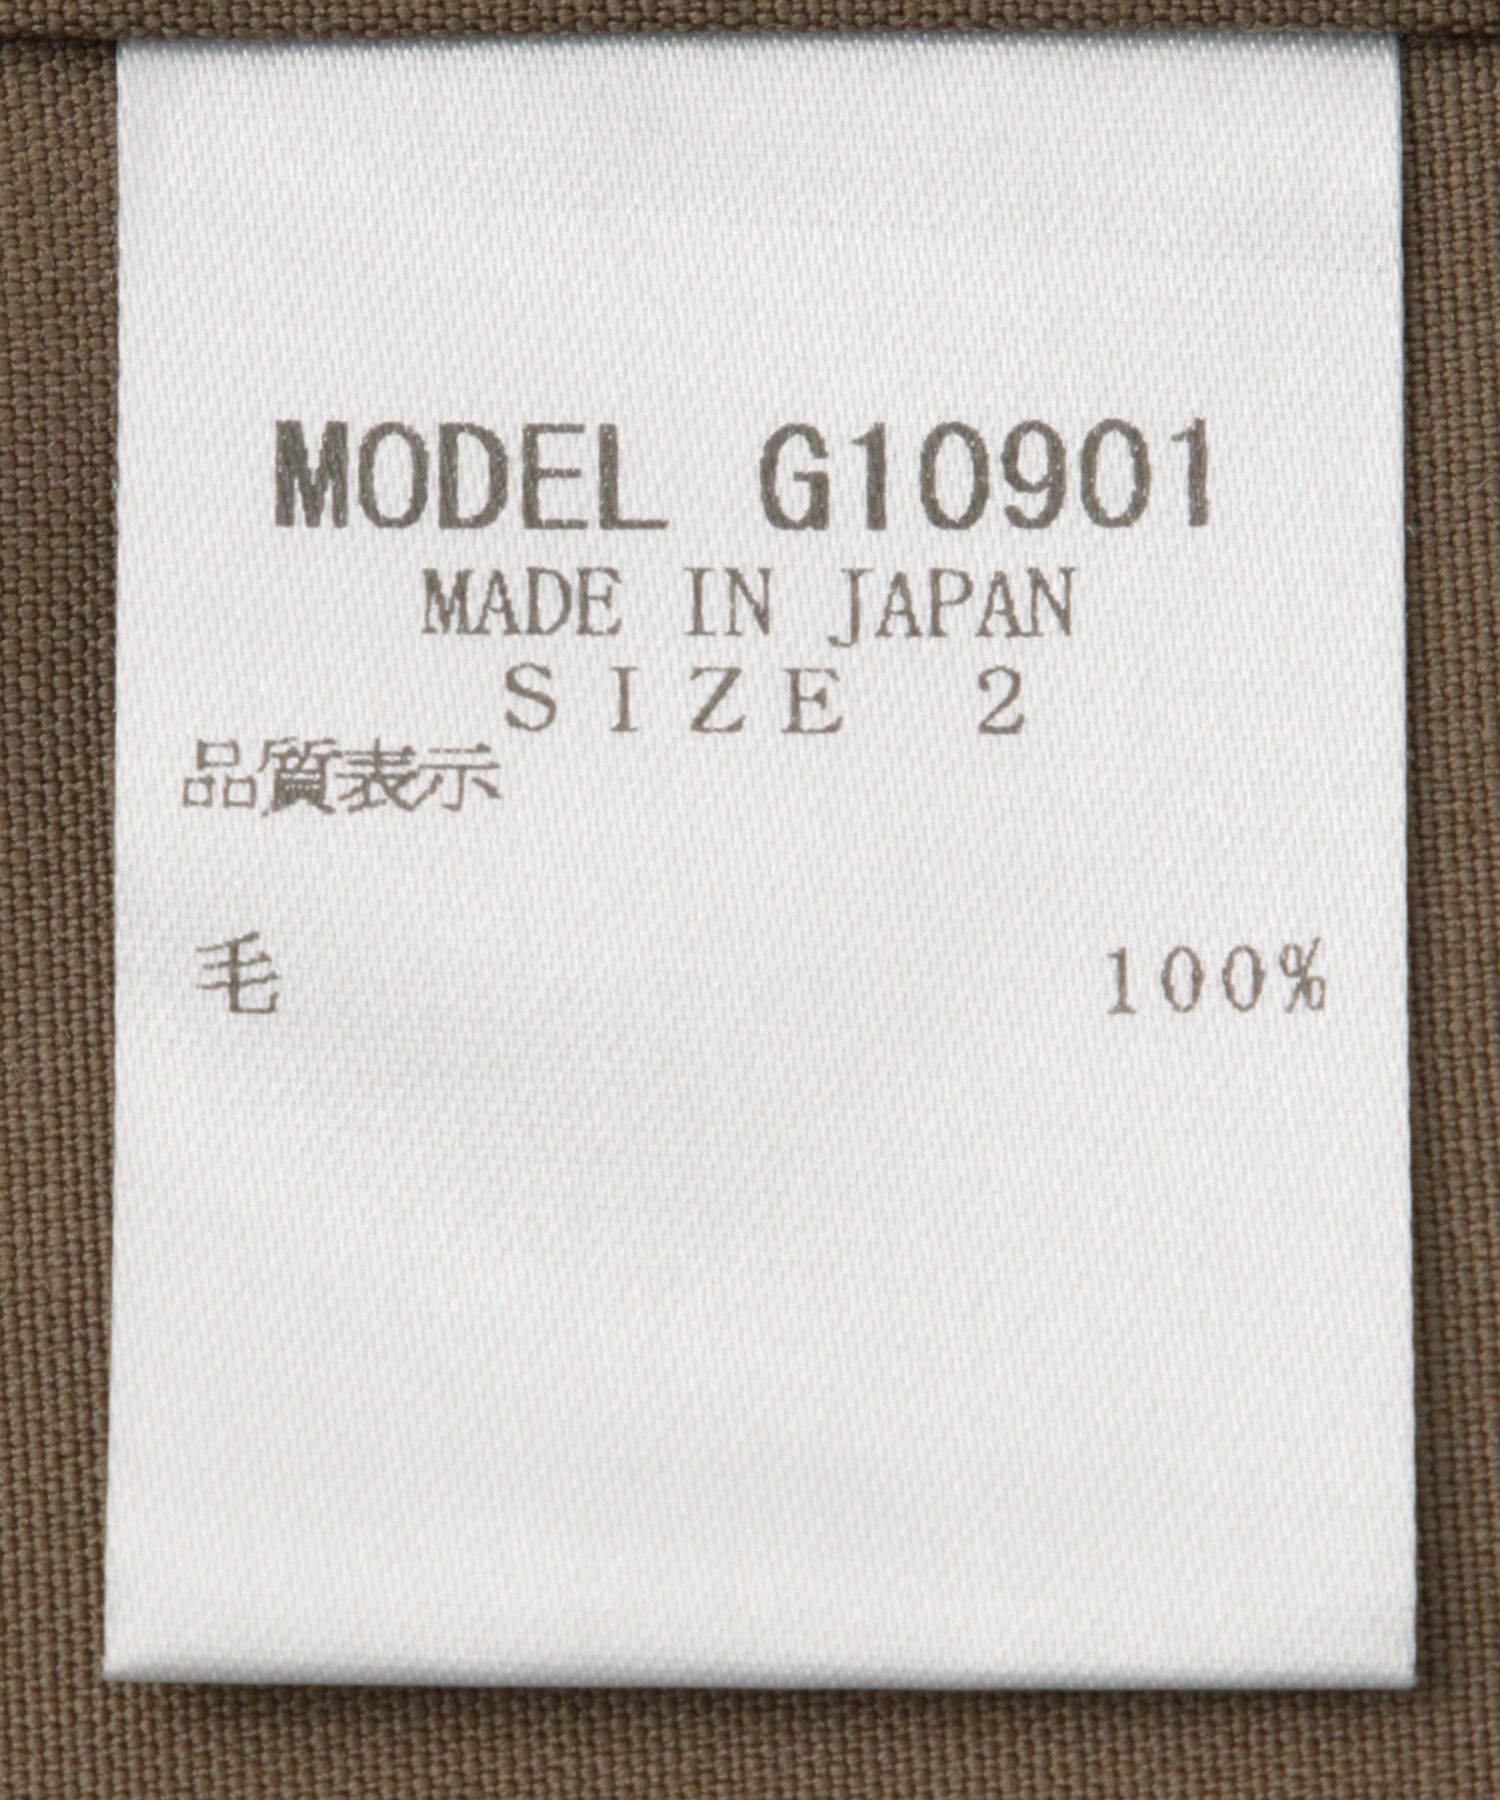 MODEL G10901
MADE IN JAPAN
SIZE 2
品質表示
毛 100%